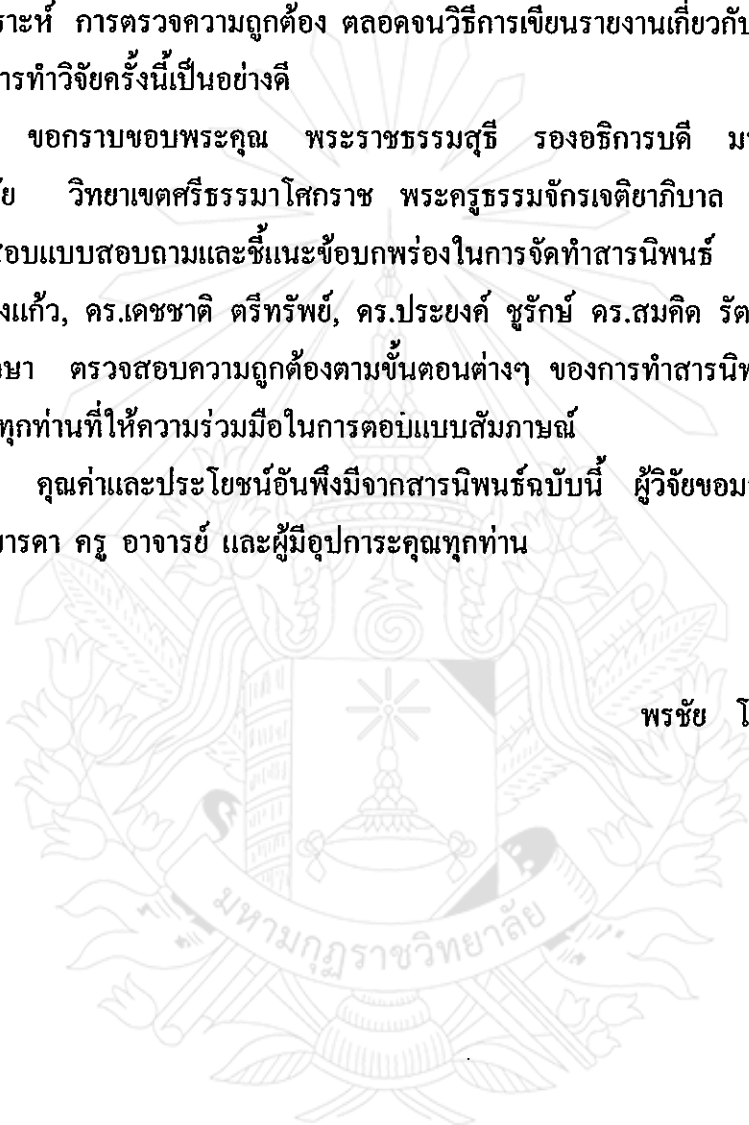 ราะห์ การตรวจความถูกต้อง ตลอดจนวิธีการเขียนรายงานเกี่ยวกับ
ารทำวิจัยครั้งนี้เป็นอย่างดี
ขอกราบขอบพระคุณ พระราชธรรมสุธี รองอธิการบดี ม
ัย วิทยาเขตศรีธรรมาโศกราช พระครูธรรมจักรเจติยาภิบาล
สอบแบบสอบถามและชี้แนะข้อบกพร่องในการจัดทำสารนิพนธ์
งแก้ว, ดร.เดชชาติ ตรีทรัพย์, ดร.ประยงค์ ชูรักษ์ ดร.สมคิด รัต
ษา ตรวจสอบความถูกต้องตามขั้นตอนต่างๆ ของการทำสารนิพ
ทุกท่านที่ให้ความร่วมมือในการตอบแบบสัมภาษณ์
คุณค่าและประโยชน์อันพึงมีจากสารนิพนธ์ฉบับนี้ ผู้วิจัยขอม
มารดา ครู อาจารย์ และผู้มีอุปการะคุณทุกท่าน
พรชัย โ
มหามกุฏราชวิทยาลัย